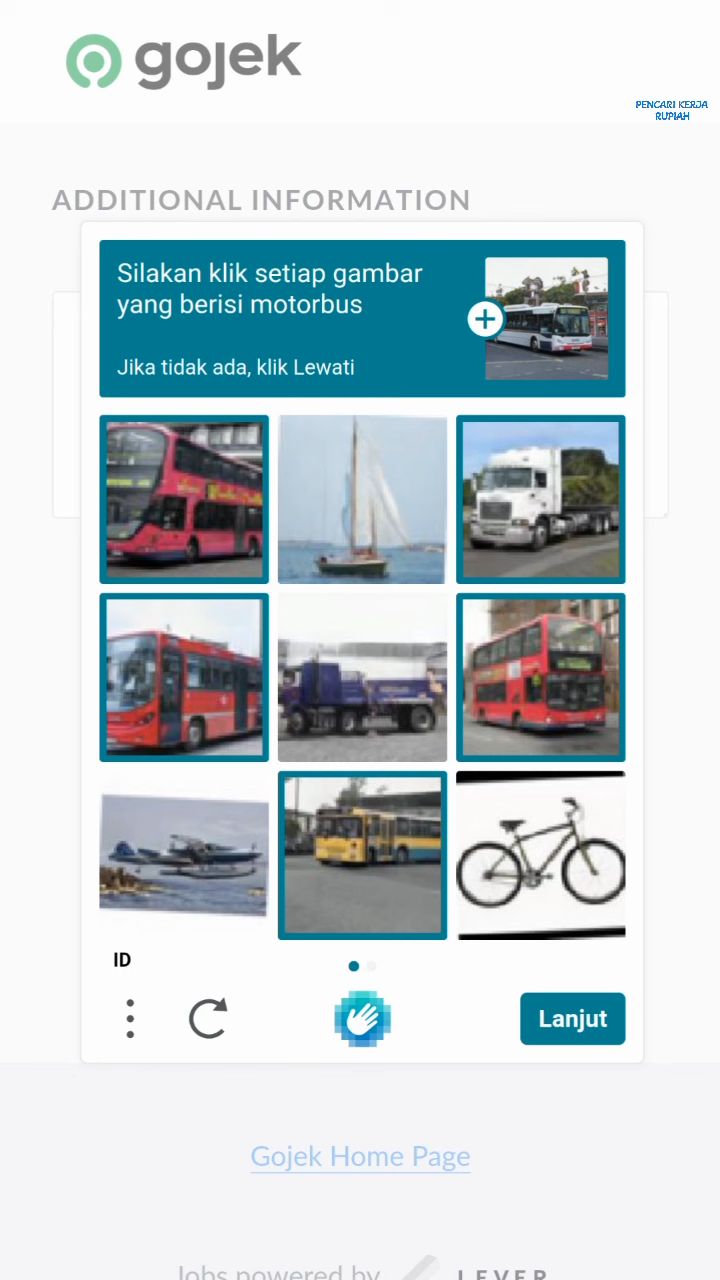 gojek
PENCARI KERJA
RUPIAH
ADDITIONAL INFORMATION
Silakan klik setiap gambar
yang berisi motorbus
Jika tidak ada, klik Lewati
ID
Lanjut
Gojek Home Page
Jobs powered by LEVER